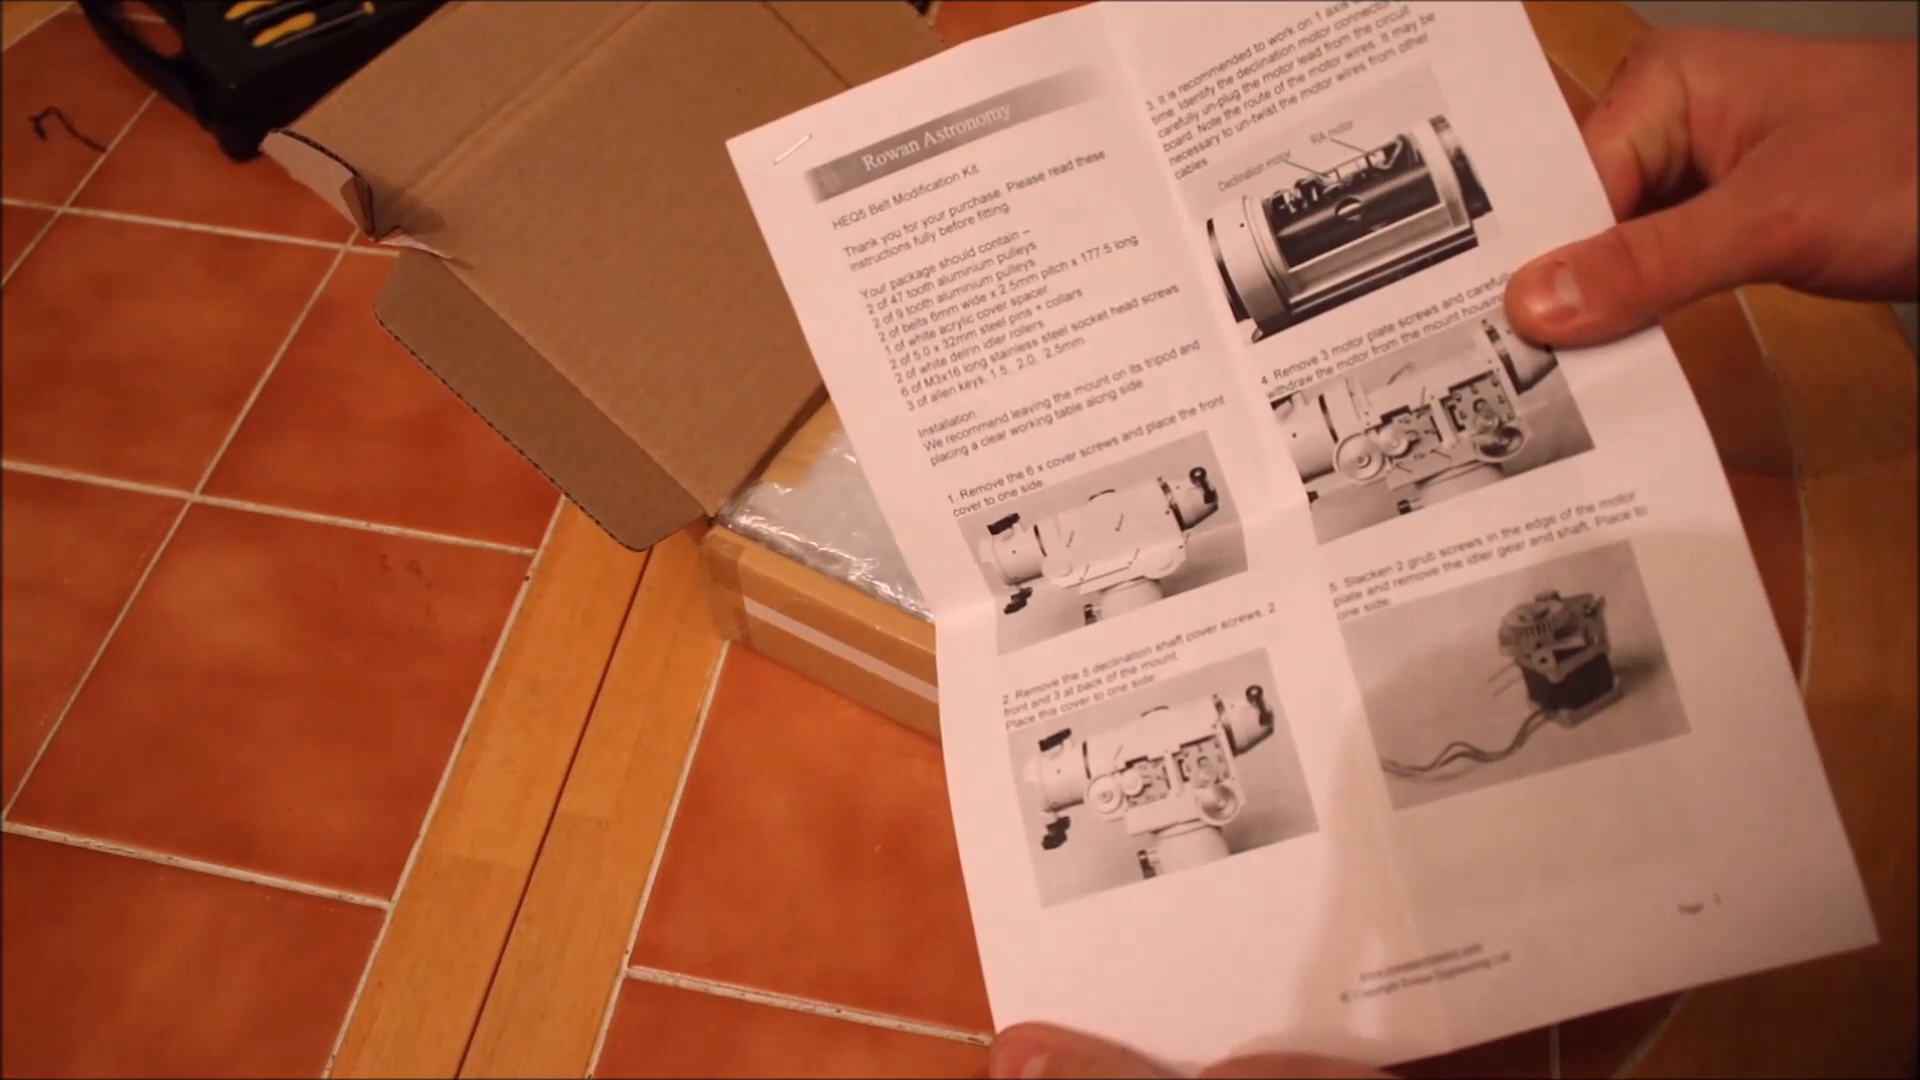 Rowan Astronomy
HEQ5 Belt Modification Kit.
Thank you for your purchase. Please read these
instructions fully before fitting.
Your package should contain –
2 of 47 tooth aluminium pulleys
2 of 9 tooth aluminium pulleys.
2 of belts 6mm wide x 2.5mm pitch x 177.5 long
1 of white acrylic cover spacer.
2 of 5.0 x 32mm steel pins + collars
2 of white delrin idler rollers
6 of M3x16 long stainless steel socket head screws
3 of allen keys, 1.5, 2.0, 2.5mm
Installation.
We recommend leaving the mount on its tripod and
placing a clear working table along side.
1. Remove the 6 x cover screws and place the front
cover to one side.
2. Remove the 5 declination shaft cover screws. 2
front and 3 at back of the mount.
Place this cover to one side.
3. It is recommended to work on 1 axis
time. Identify the declination motor connector
carefully un-plug the motor lead from the circuit
board. Note the route of the motor wires. It may be
necessary to un-twist the motor wires from other
cables.
Declination motor
RA motor
4. Remove 3 motor plate screws and carefully
withdraw the motor from the mount housing
5. Slacken 2 grub screws in the edge of the motor
plate and remove the idler gear and shaft. Place to
one side.
Page
© Copyright Rowan Engineering Ltd